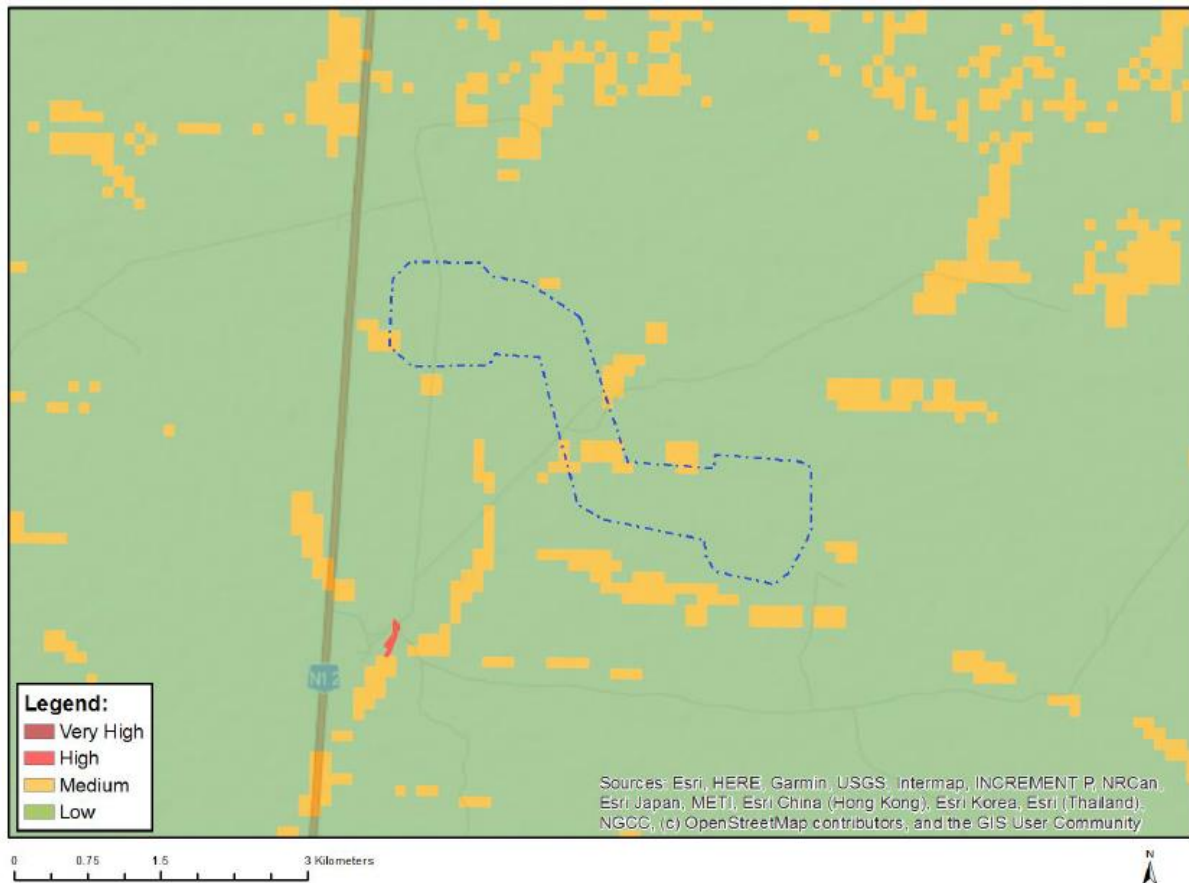 N1 2
Legend:
Very High
High
Medium
Low
Sources: Esri, HERE, Garmin, USGS, Intermap, INCREMENT P, NRCan,
Esri Japan, METI, Esri China (Hong Kong), Esri Korea, Esri (Thailand),
NGCC, (c) OpenStreetMap contributors, and the GIS User Community
0 0.75 1.5 3 Kilometers
N